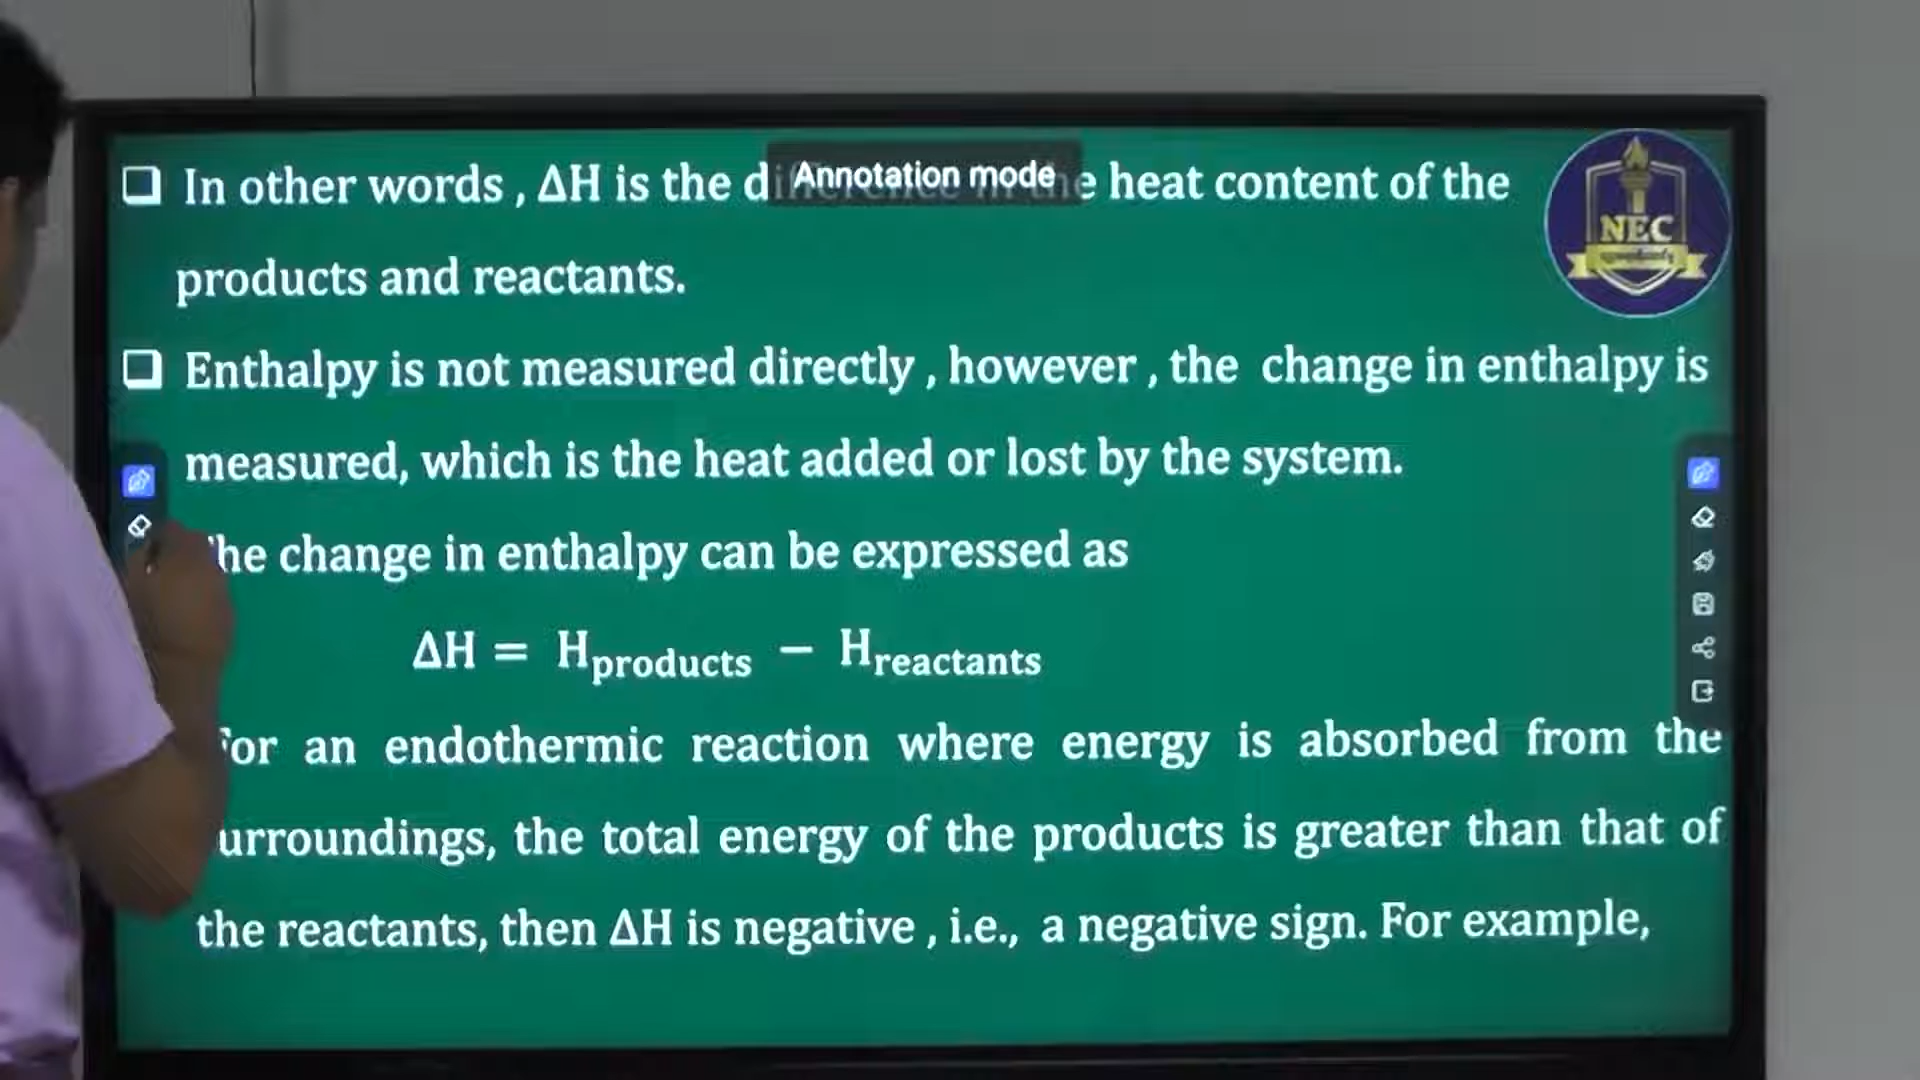 In other words , ΔH is the difference in the heat content of the
Annotation mode
products and reactants.
NEC
Enthalpy is not measured directly , however , the change in enthalpy is
measured, which is the heat added or lost by the system.
he change in enthalpy can be expressed as
ΔH = Hproducts − Hreactants
For an endothermic reaction where energy is absorbed from the
urroundings, the total energy of the products is greater than that of
the reactants, then ΔH is negative , i.e., a negative sign. For example,